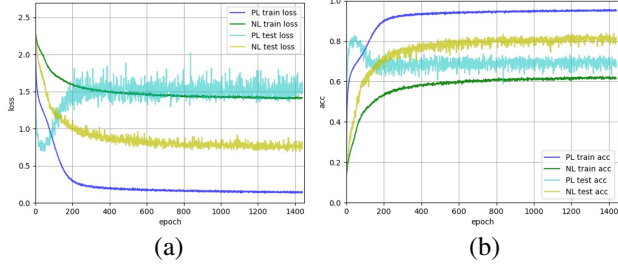 2.5
2.0
1.5
1.0
0.5
0.0
loss
0 200 400 600 800 1000 1200 1400
epoch
PL train loss
NL train loss
PL test loss
NL test loss
(a)
1.0
0.8
0.6
0.4
0.2
0.0
acc
0 200 400 600 800 1000 1200 1400
epoch
PL train acc
NL train acc
PL test acc
NL test acc
(b)